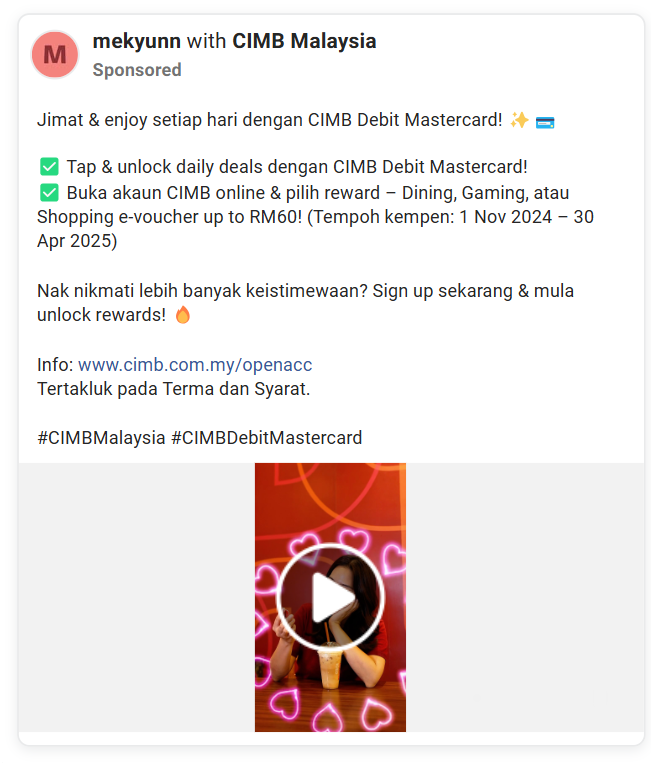 M
mekyunn with CIMB Malaysia
Sponsored
Jimat & enjoy setiap hari dengan CIMB Debit Mastercard! ✨ 💳
✅ Tap & unlock daily deals dengan CIMB Debit Mastercard!
✅ Buka akaun CIMB online & pilih reward – Dining, Gaming, atau
Shopping e-voucher up to RM60! (Tempoh kempen: 1 Nov 2024 – 30
Apr 2025)
Nak nikmati lebih banyak keistimewaan? Sign up sekarang & mula
unlock rewards! 🔥
Info: www.cimb.com.my/openacc
Tertakluk pada Terma dan Syarat.
#CIMBMalaysia #CIMBDebitMastercard